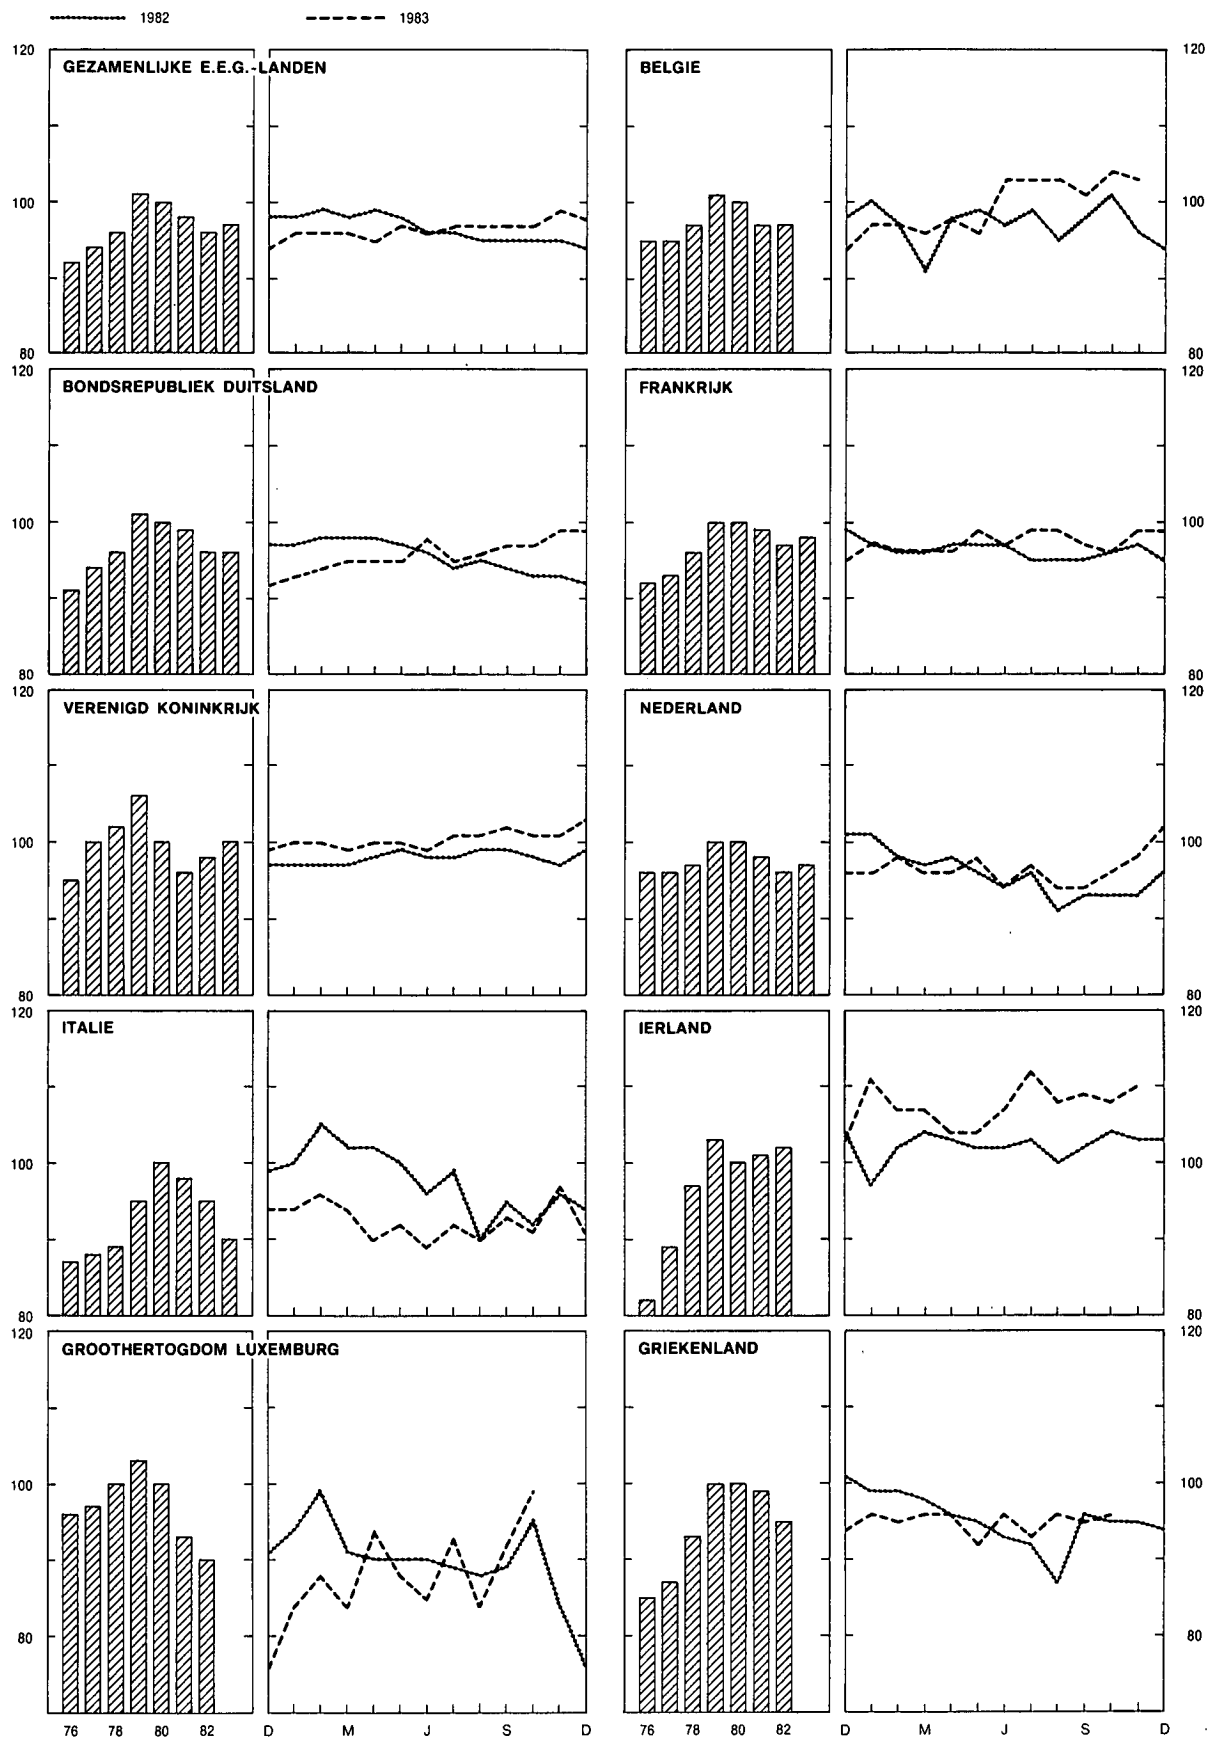 1982 1983
120 120
GEZAMENLIJKE E.E.G.-LANDEN BELGIE
100 100
80 80
120 120
BONDSREPUBLIEK DUITSLAND FRANKRIJK
100 100
80 80
120 120
VERENIGD KONINKRIJK NEDERLAND
100 100
80 80
120 120
ITALIE IERLAND
100 100
80 80
120 120
GROOTHERTOGDOM LUXEMBURG GRIEKENLAND
100 100
80 80
76 78 80 82 D M J S D 76 78 80 82 D M J S D